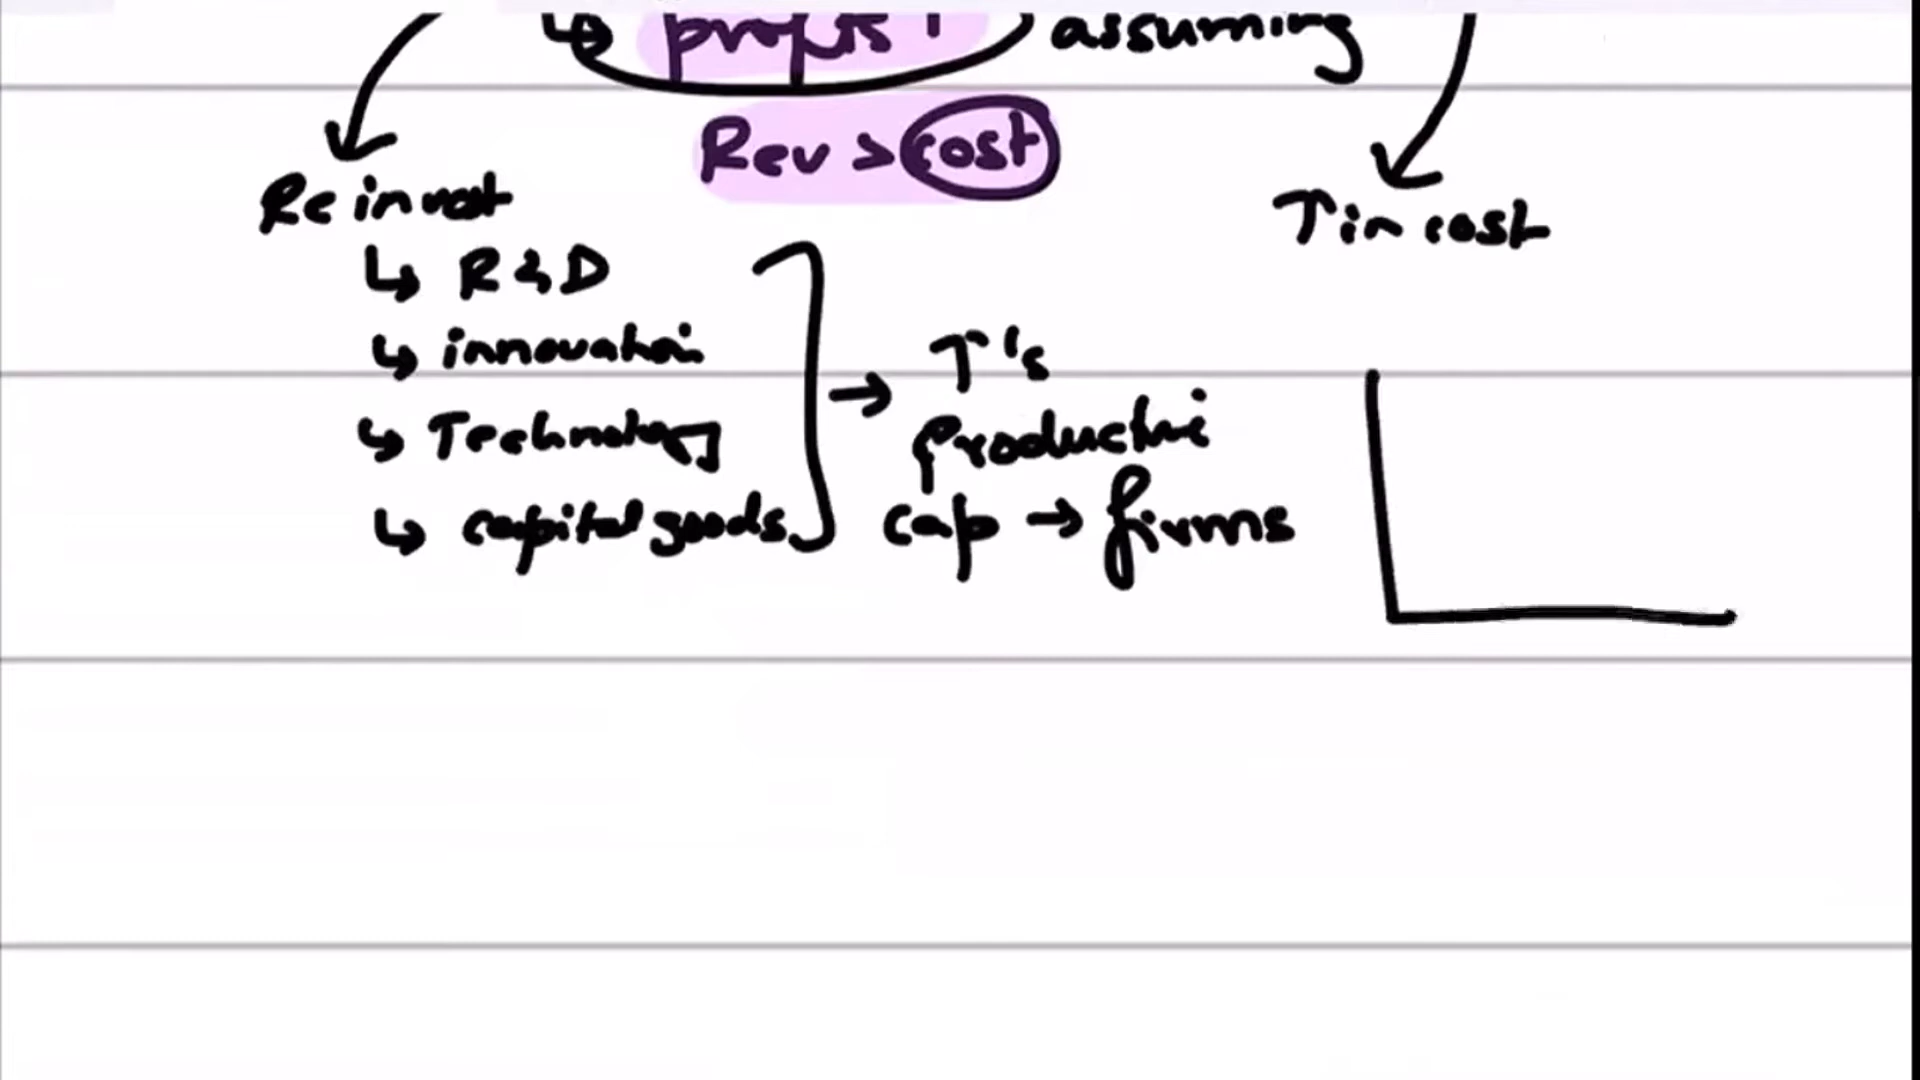 ↳ profits ↑ assuming
Rev > cost
Reinvest
↳ R & D
↳ innovation
↳ Technology
↳ capital goods
→ ↑'s
productive
cap → firms
↑ in cost